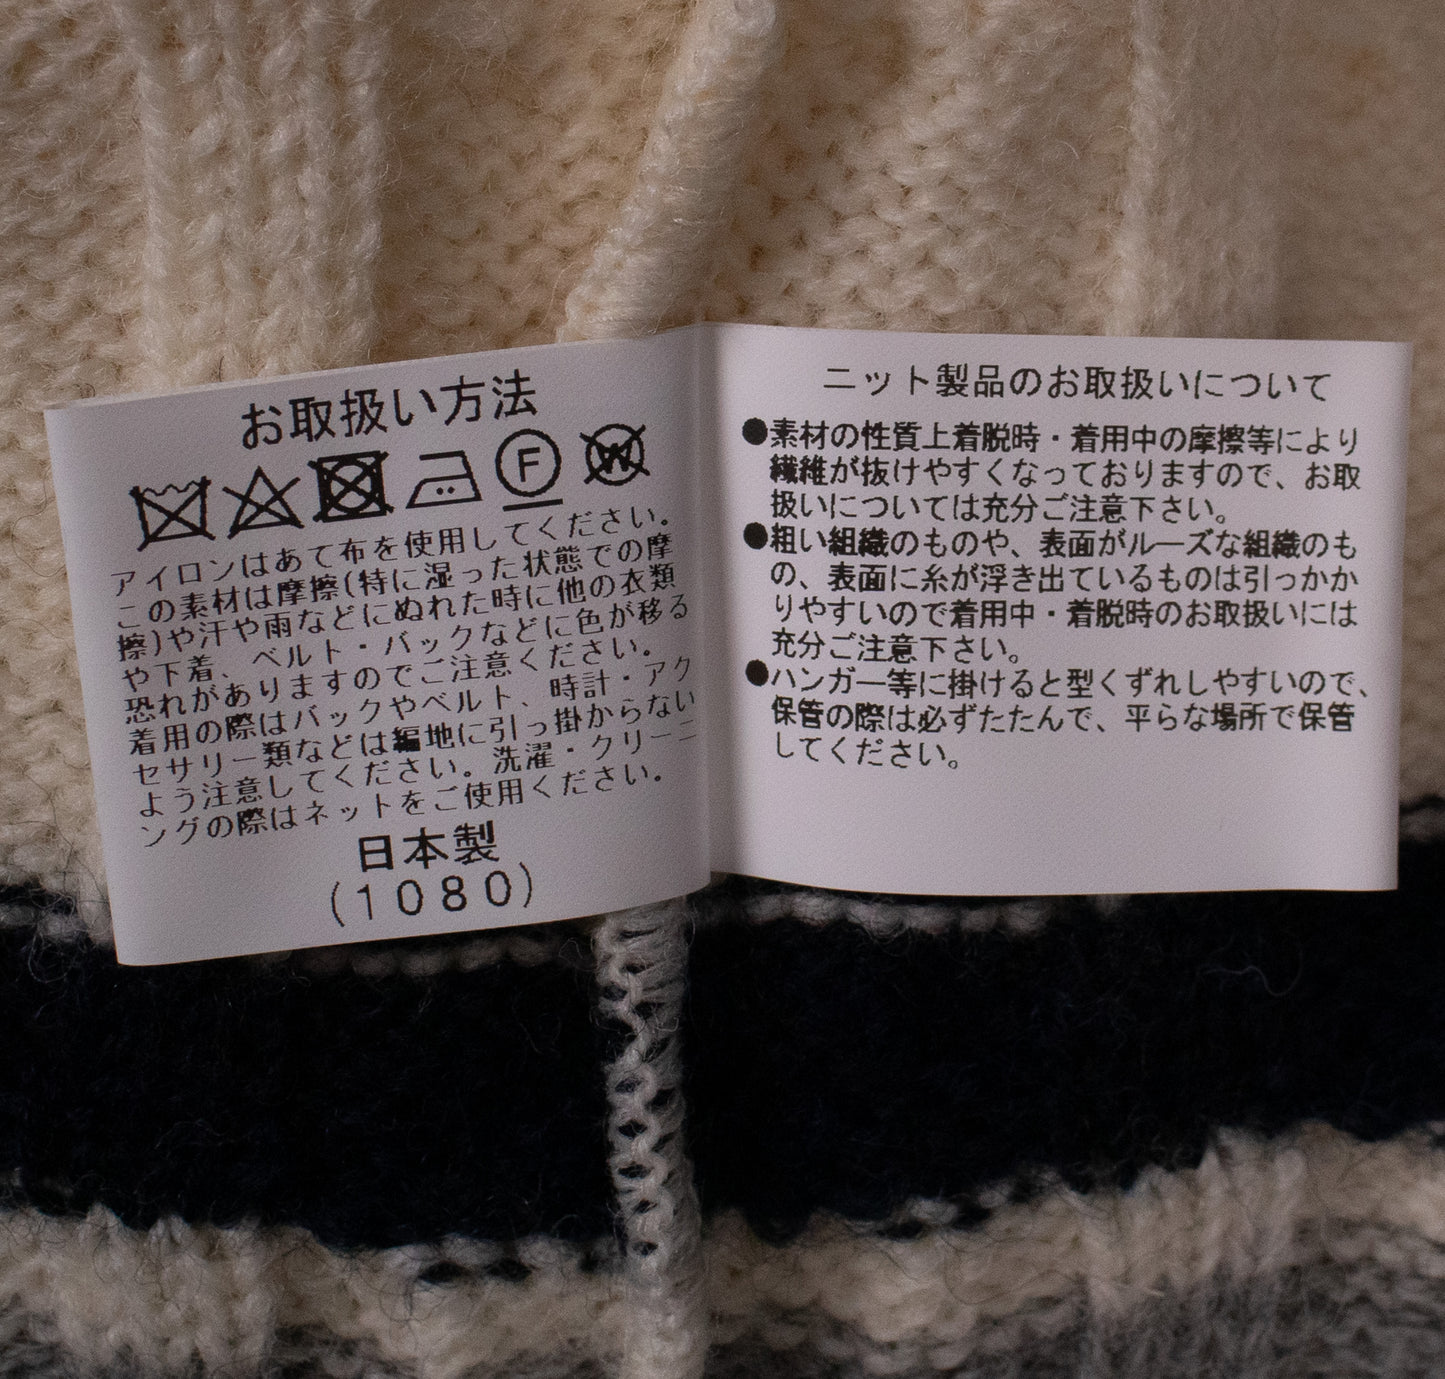 お取扱い方法
F W
アイロンはあて布を使用してください。
この素材は摩擦(特に湿った状態での摩
擦)や汗や雨などにぬれた時に他の衣類
や下着、ベルト・バックなどに色が移る
恐れがありますのでご注意ください。
着用の際はバックやベルト、時計・アク
セサリー類などは編地に引っ掛からない
よう注意してください。洗濯・クリーニ
ングの際はネットをご使用ください。
日本製
(1080)
ニット製品のお取扱いについて
●素材の性質上着脱時・着用中の摩擦等により
繊維が抜けやすくなっておりますので、お取
扱いについては充分ご注意下さい。
●粗い組織のものや、表面がルーズな組織のも
の、表面に糸が浮き出ているものは引っかか
りやすいので着用中・着脱時のお取扱いには
充分ご注意下さい。
●ハンガー等に掛けると型くずれしやすいので、
保管の際は必ずたたんで、平らな場所で保管
してください。